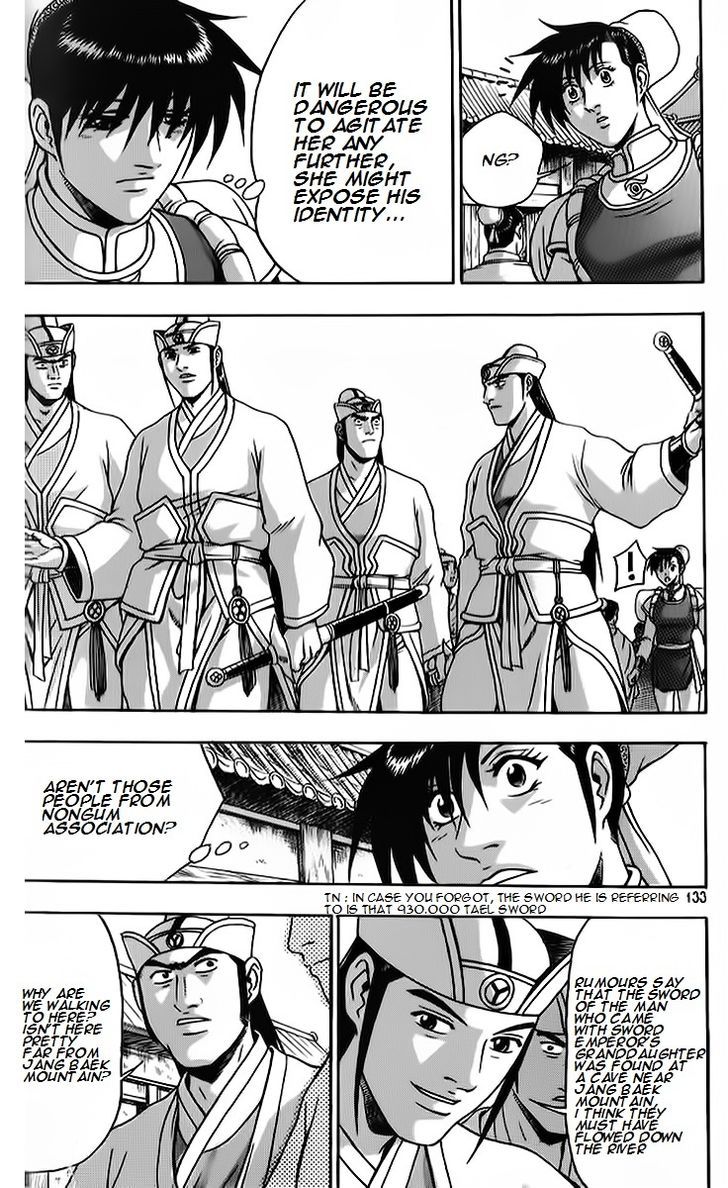 IT WILL BE
DANGEROUS
TO AGITATE
HER ANY
FURTHER,
SHE MIGHT
EXPOSE HIS
IDENTITY...
NG?
!
AREN'T THOSE
PEOPLE FROM
NONGUM
ASSOCIATION?
TN : IN CASE YOU FORGOT, THE SWORD HE IS REFERRING
TO IS THAT 930.000 TAEL SWORD
133
WHY ARE
WE WALKING
TO HERE?
ISN'T HERE
PRETTY
FAR FROM
JANG BAEK
MOUNTAIN?
RUMOURS SAY
THAT THE SWORD
OF THE MAN
WHO CAME
WITH SWORD
EMPEROR'S
GRANDDAUGHTER
WAS FOUND AT
A CAVE NEAR
JANG BAEK
MOUNTAIN,
I THINK THEY
MUST HAVE
FLOWED DOWN
THE RIVER